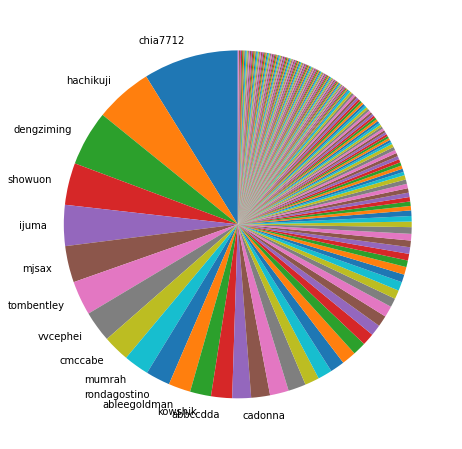 chia7712
hachikuji
dengziming
showuon
ijuma
mjsax
tombentley
vvcephei
cmccabe
mumrah
rondagostino
ableegoldman
kowshik
abbccdda
cadonna